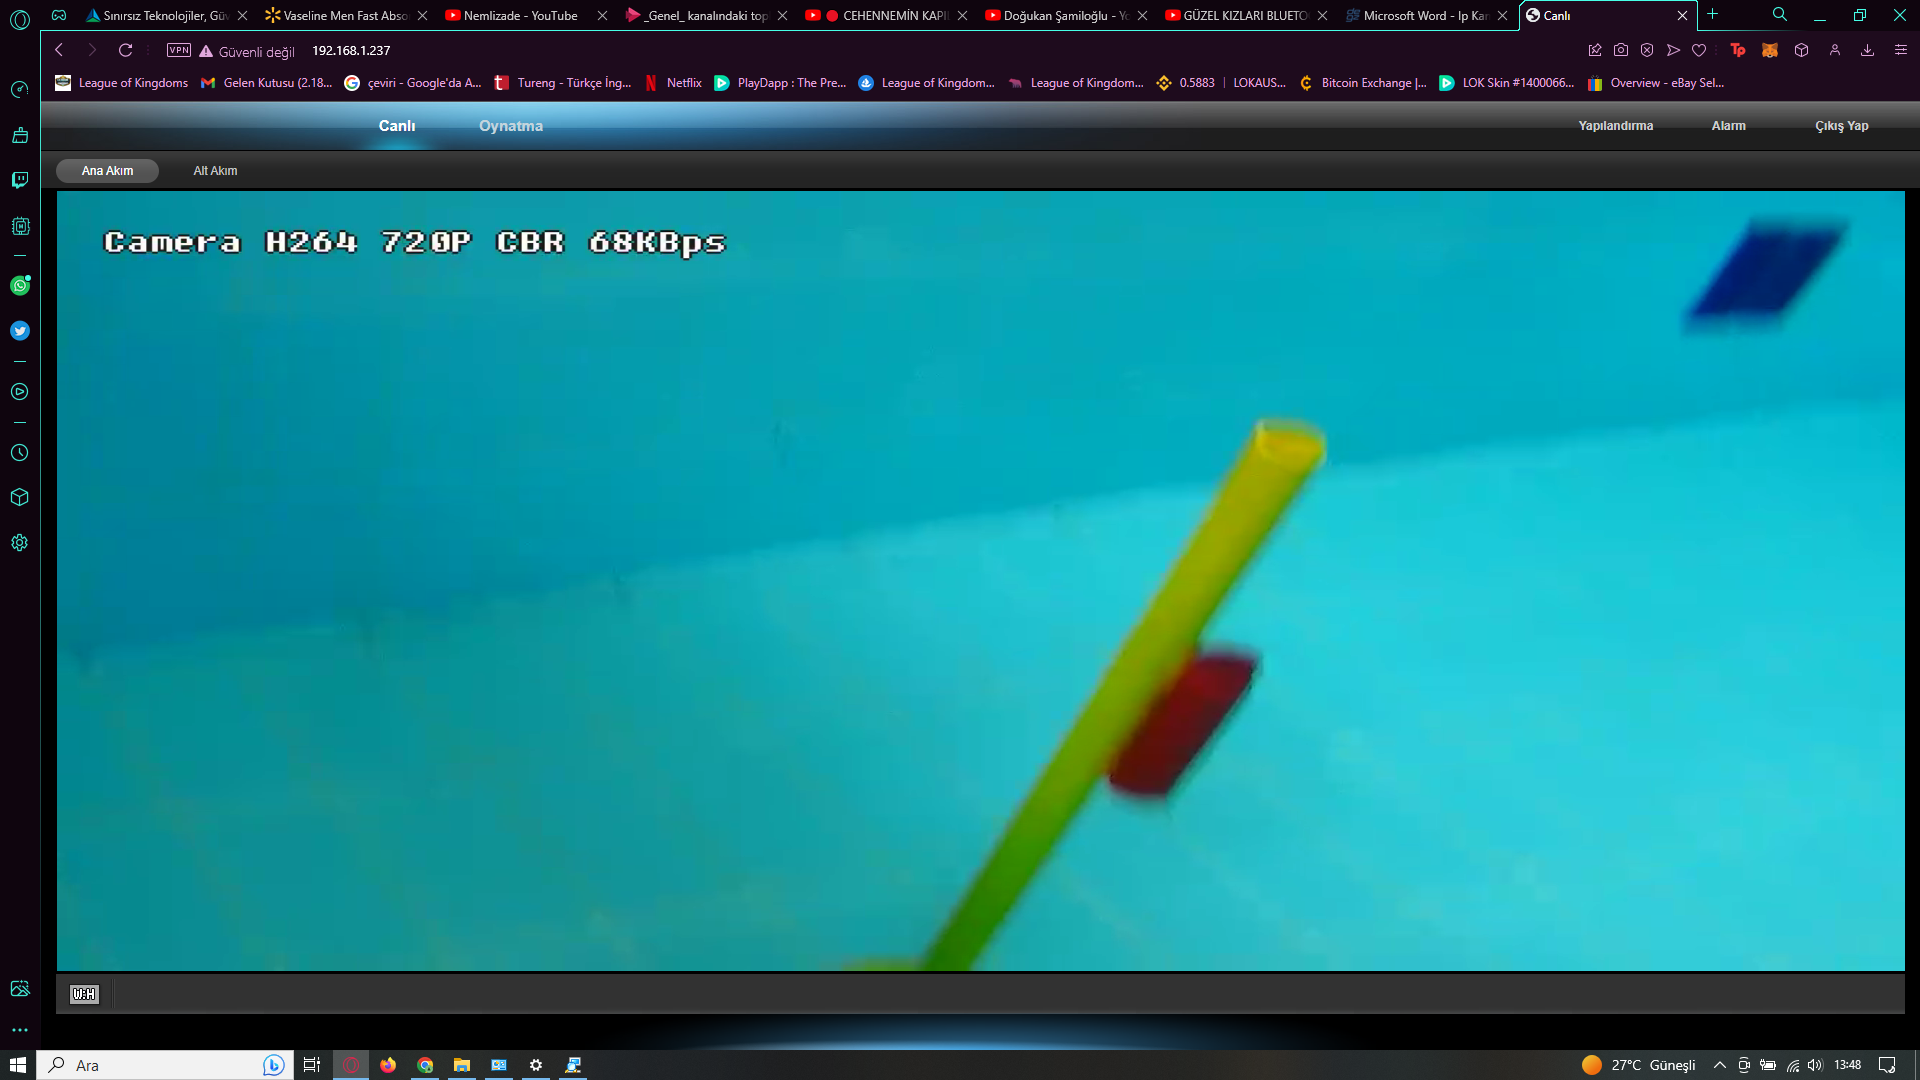 Sınırsız Teknolojiler, Güv
Vaseline Men Fast Abso
Nemlizade - YouTube
_Genel_ kanalındaki top
CEHENNEMİN KAPI
Doğukan Şamiloğlu - Yo
GÜZEL KIZLARI BLUETO
Microsoft Word - Ip Kam
Canlı
VPN
Güvenli değil
192.168.1.237
League of Kingdoms
Gelen Kutusu (2.18...
çeviri - Google'da A...
Tureng - Türkçe İng...
Netflix
PlayDapp : The Pre...
League of Kingdom...
League of Kingdom...
0.5883 | LOKAUS...
Bitcoin Exchange |...
LOK Skin #1400066...
Overview - eBay Sel...
Canlı
Oynatma
Yapılandırma
Alarm
Çıkış Yap
Ana Akım
Alt Akım
Camera H264 720P CBR 68KBps
W:H
Ara
27°C Güneşli
13:48